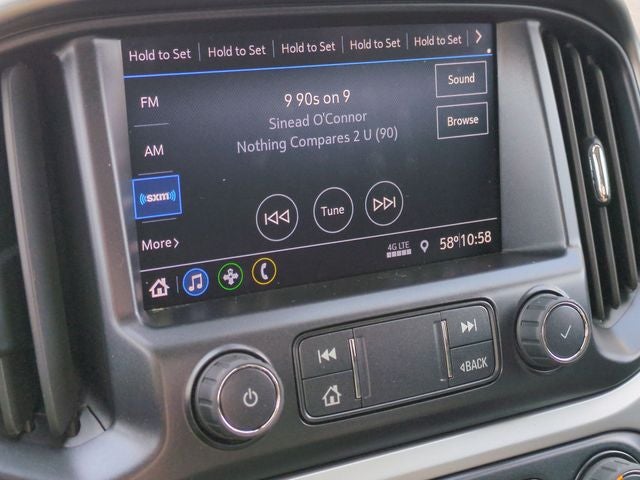 Hold to Set Hold to Set Hold to Set Hold to Set Hold to Set
FM
AM
sxm
More
9 90s on 9
Sinead O'Connor
Nothing Compares 2 U (90)
Sound
Browse
Tune
4G LTE
58° 10:58
BACK